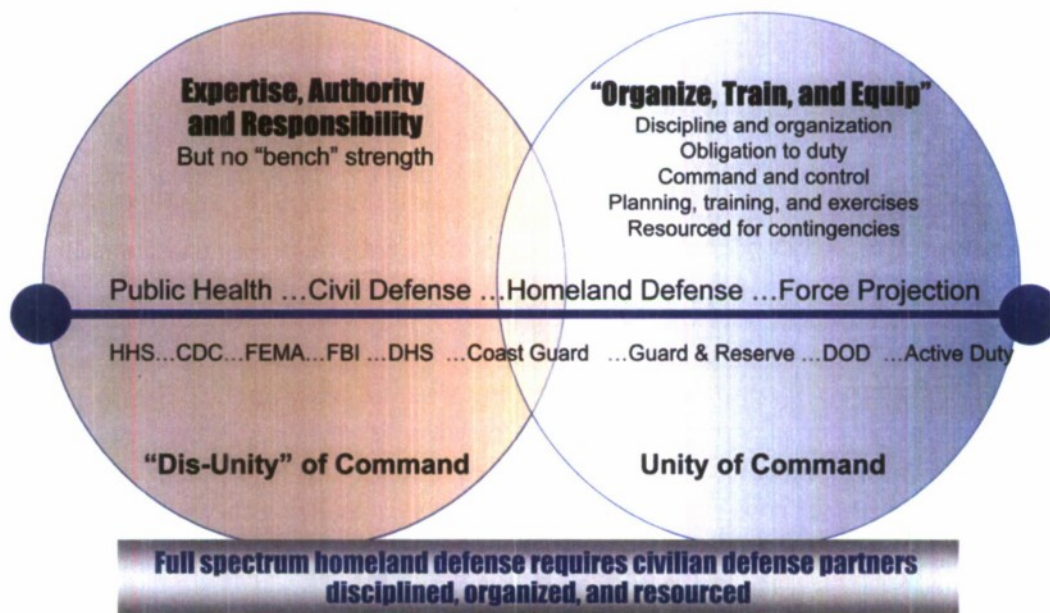 Expertise, Authority
and Responsibility
But no "bench" strength
"Organize, Train, and Equip"
Discipline and organization
Obligation to duty
Command and control
Planning, training, and exercises
Resourced for contingencies
Public Health ...Civil Defense ...Homeland Defense ...Force Projection
HHS...CDC...FEMA...FBI ...DHS ...Coast Guard ...Guard & Reserve ...DOD ...Active Duty
"Dis-Unity" of Command
Unity of Command
Full spectrum homeland defense requires civilian defense partners
disciplined, organized, and resourced